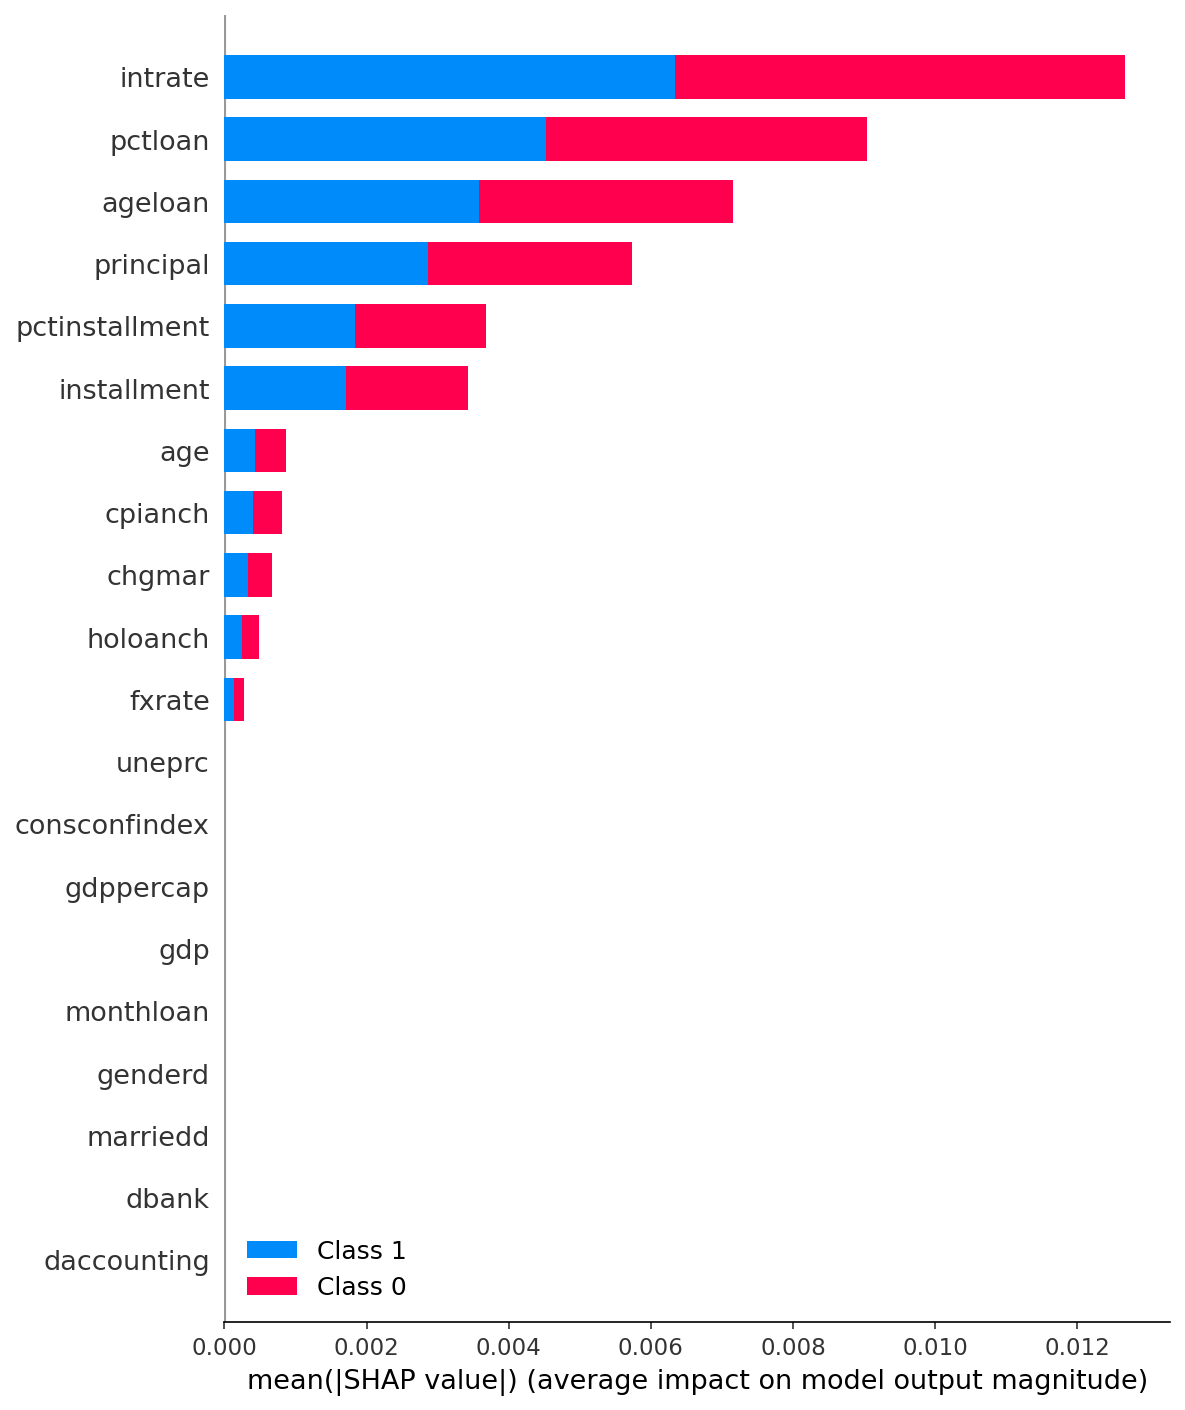 intrate
pctloan
ageloan
principal
pctinstallment
installment
age
cpianch
chgmar
holoanch
fxrate
uneprc
consconfindex
gdppercap
gdp
monthloan
genderd
marriedd
dbank
daccounting
Class 1
Class 0
0.000 0.002 0.004 0.006 0.008 0.010 0.012
mean(|SHAP value|) (average impact on model output magnitude)